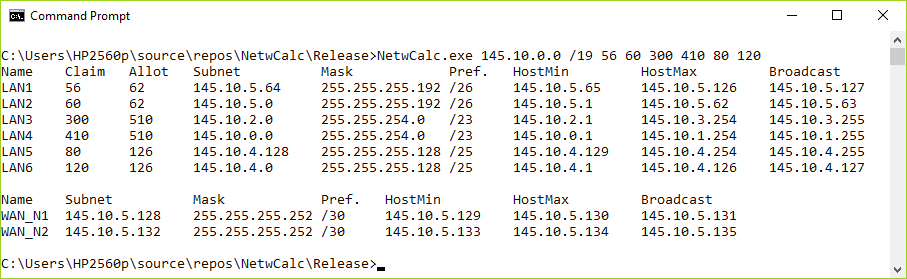 Command Prompt
C:\Users\HP2560p\source\repos\NetwCalc\Release>NetwCalc.exe 145.10.0.0 /19 56 60 300 410 80 120
Name Claim Allot Subnet Mask Pref. HostMin HostMax Broadcast
LAN1 56 62 145.10.5.64 255.255.255.192 /26 145.10.5.65 145.10.5.126 145.10.5.127
LAN2 60 62 145.10.5.0 255.255.255.192 /26 145.10.5.1 145.10.5.62 145.10.5.63
LAN3 300 510 145.10.2.0 255.255.254.0 /23 145.10.2.1 145.10.3.254 145.10.3.255
LAN4 410 510 145.10.0.0 255.255.254.0 /23 145.10.0.1 145.10.1.254 145.10.1.255
LAN5 80 126 145.10.4.128 255.255.255.128 /25 145.10.4.129 145.10.4.254 145.10.4.255
LAN6 120 126 145.10.4.0 255.255.255.128 /25 145.10.4.1 145.10.4.126 145.10.4.127
Name Subnet Mask Pref. HostMin HostMax Broadcast
WAN_N1 145.10.5.128 255.255.255.252 /30 145.10.5.129 145.10.5.130 145.10.5.131
WAN_N2 145.10.5.132 255.255.255.252 /30 145.10.5.133 145.10.5.134 145.10.5.135
C:\Users\HP2560p\source\repos\NetwCalc\Release>